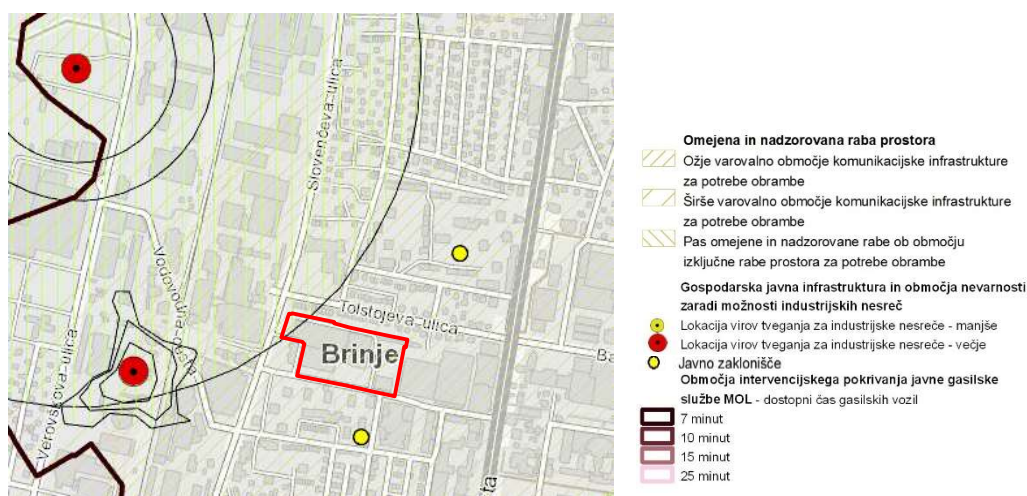 Slovenčeva-ulica
Vodovodna-cesta
Tolstojeva-ulica
Brinje
Ba
Verovškova-ulica
ta
Omejena in nadzorovana raba prostora
Ožje varovalno območje komunikacijske infrastrukture
za potrebe obrambe
Širše varovalno območje komunikacijske infrastrukture
za potrebe obrambe
Pas omejene in nadzorovane rabe ob območju
izključne rabe prostora za potrebe obrambe
Gospodarska javna infrastruktura in območja nevarnosti
zaradi možnosti industrijskih nesreč
Lokacija virov tveganja za industrijske nesreče - manjše
Lokacija virov tveganja za industrijske nesreče - večje
Javno zaklonišče
Območja intervencijskega pokrivanja javne gasilske
službe MOL - dostopni čas gasilskih vozil
7 minut
10 minut
15 minut
25 minut